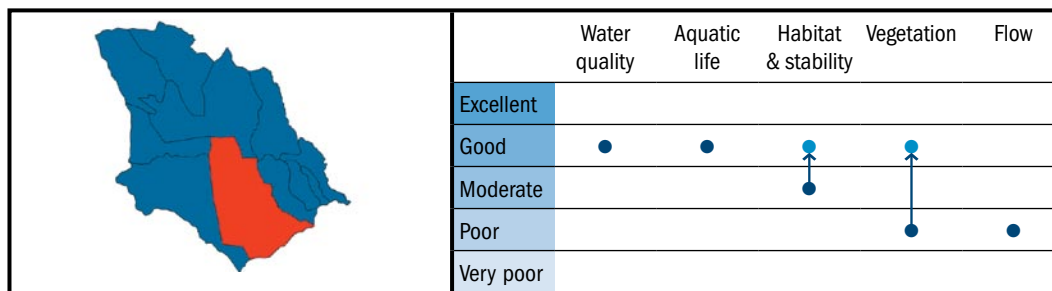 Water Aquatic Habitat Vegetation Flow
quality life & stability
Excellent
Good
Moderate
Poor
Very poor